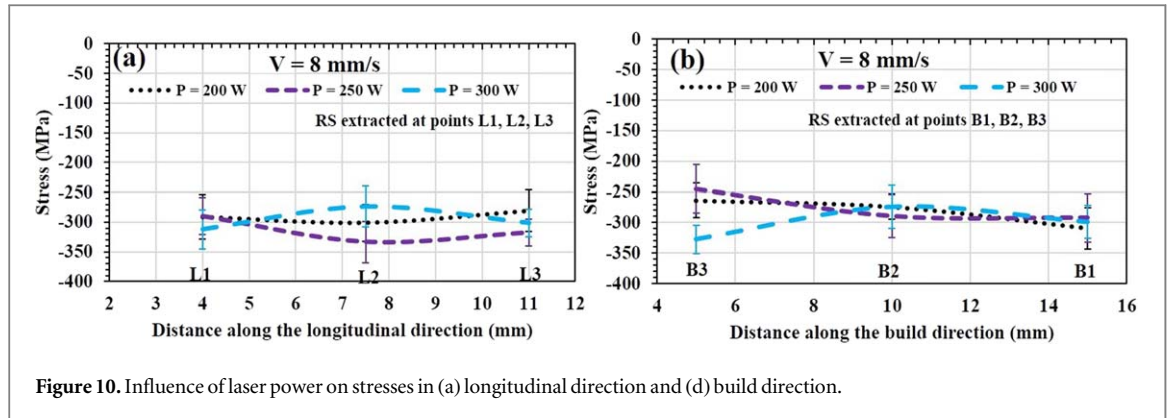 (a)
V = 8 mm/s
P = 200 W P = 250 W P = 300 W
RS extracted at points L1, L2, L3
Stress (MPa)
0
-50
-100
-150
-200
-250
-300
-350
-400
L1 L2 L3
2 3 4 5 6 7 8 9 10 11 12
Distance along the longitudinal direction (mm)
(b)
V = 8 mm/s
P = 200 W P = 250 W P = 300 W
RS extracted at points B1, B2, B3
Stress (MPa)
0
-50
-100
-150
-200
-250
-300
-350
-400
B3 B2 B1
4 6 8 10 12 14 16
Distance along the build direction (mm)
Figure 10. Influence of laser power on stresses in (a) longitudinal direction and (d) build direction.